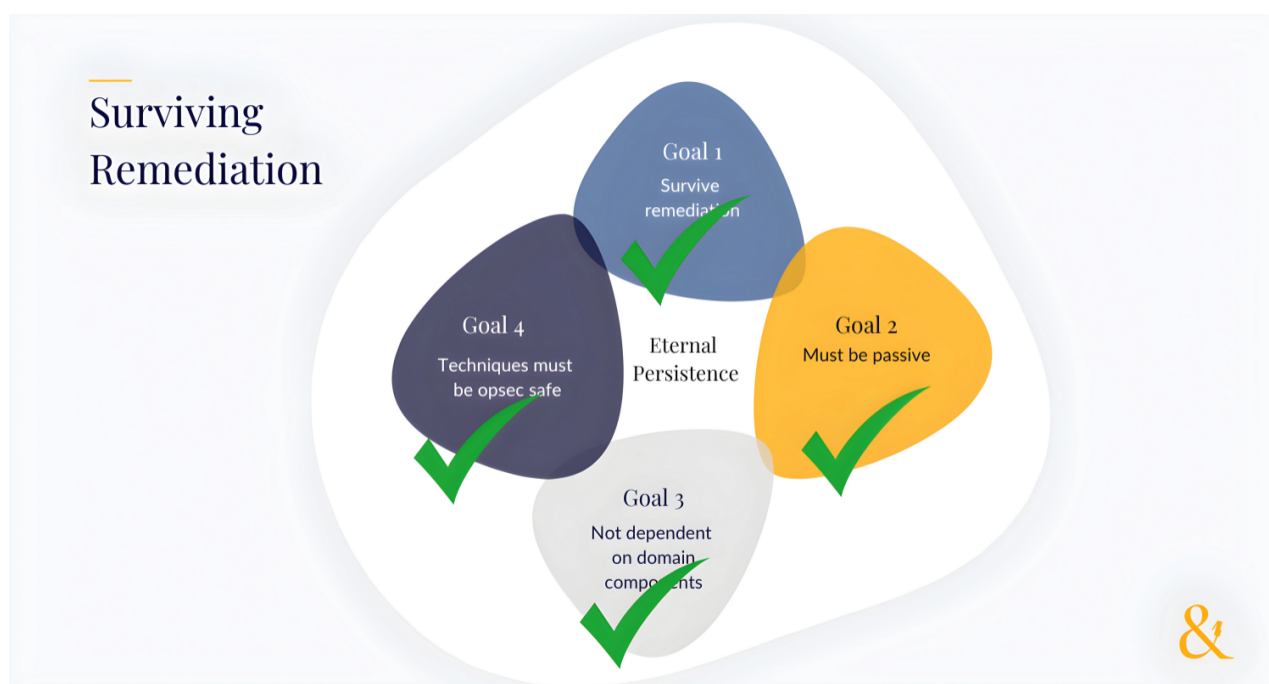 Surviving
Remediation
Goal 1
Survive
remediation
Goal 2
Must be passive
Goal 3
Not dependent
on domain
components
Goal 4
Techniques must
be opsec safe
Eternal
Persistence
&